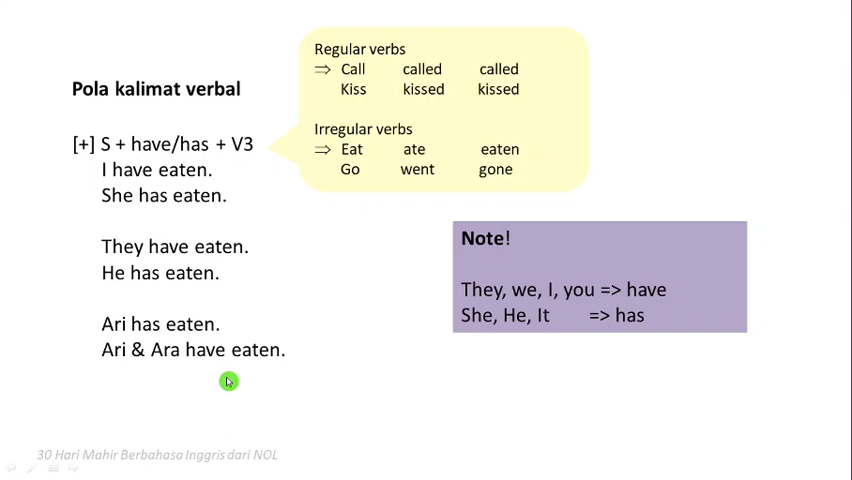 Pola kalimat verbal
[+] S + have/has + V3
I have eaten.
She has eaten.
They have eaten.
He has eaten.
Ari has eaten.
Ari & Ara have eaten.
Regular verbs
⇒ Call called called
Kiss kissed kissed
Irregular verbs
⇒ Eat ate eaten
Go went gone
Note!
They, we, I, you => have
She, He, It => has
30 Hari Mahir Berbahasa Inggris dari NOL